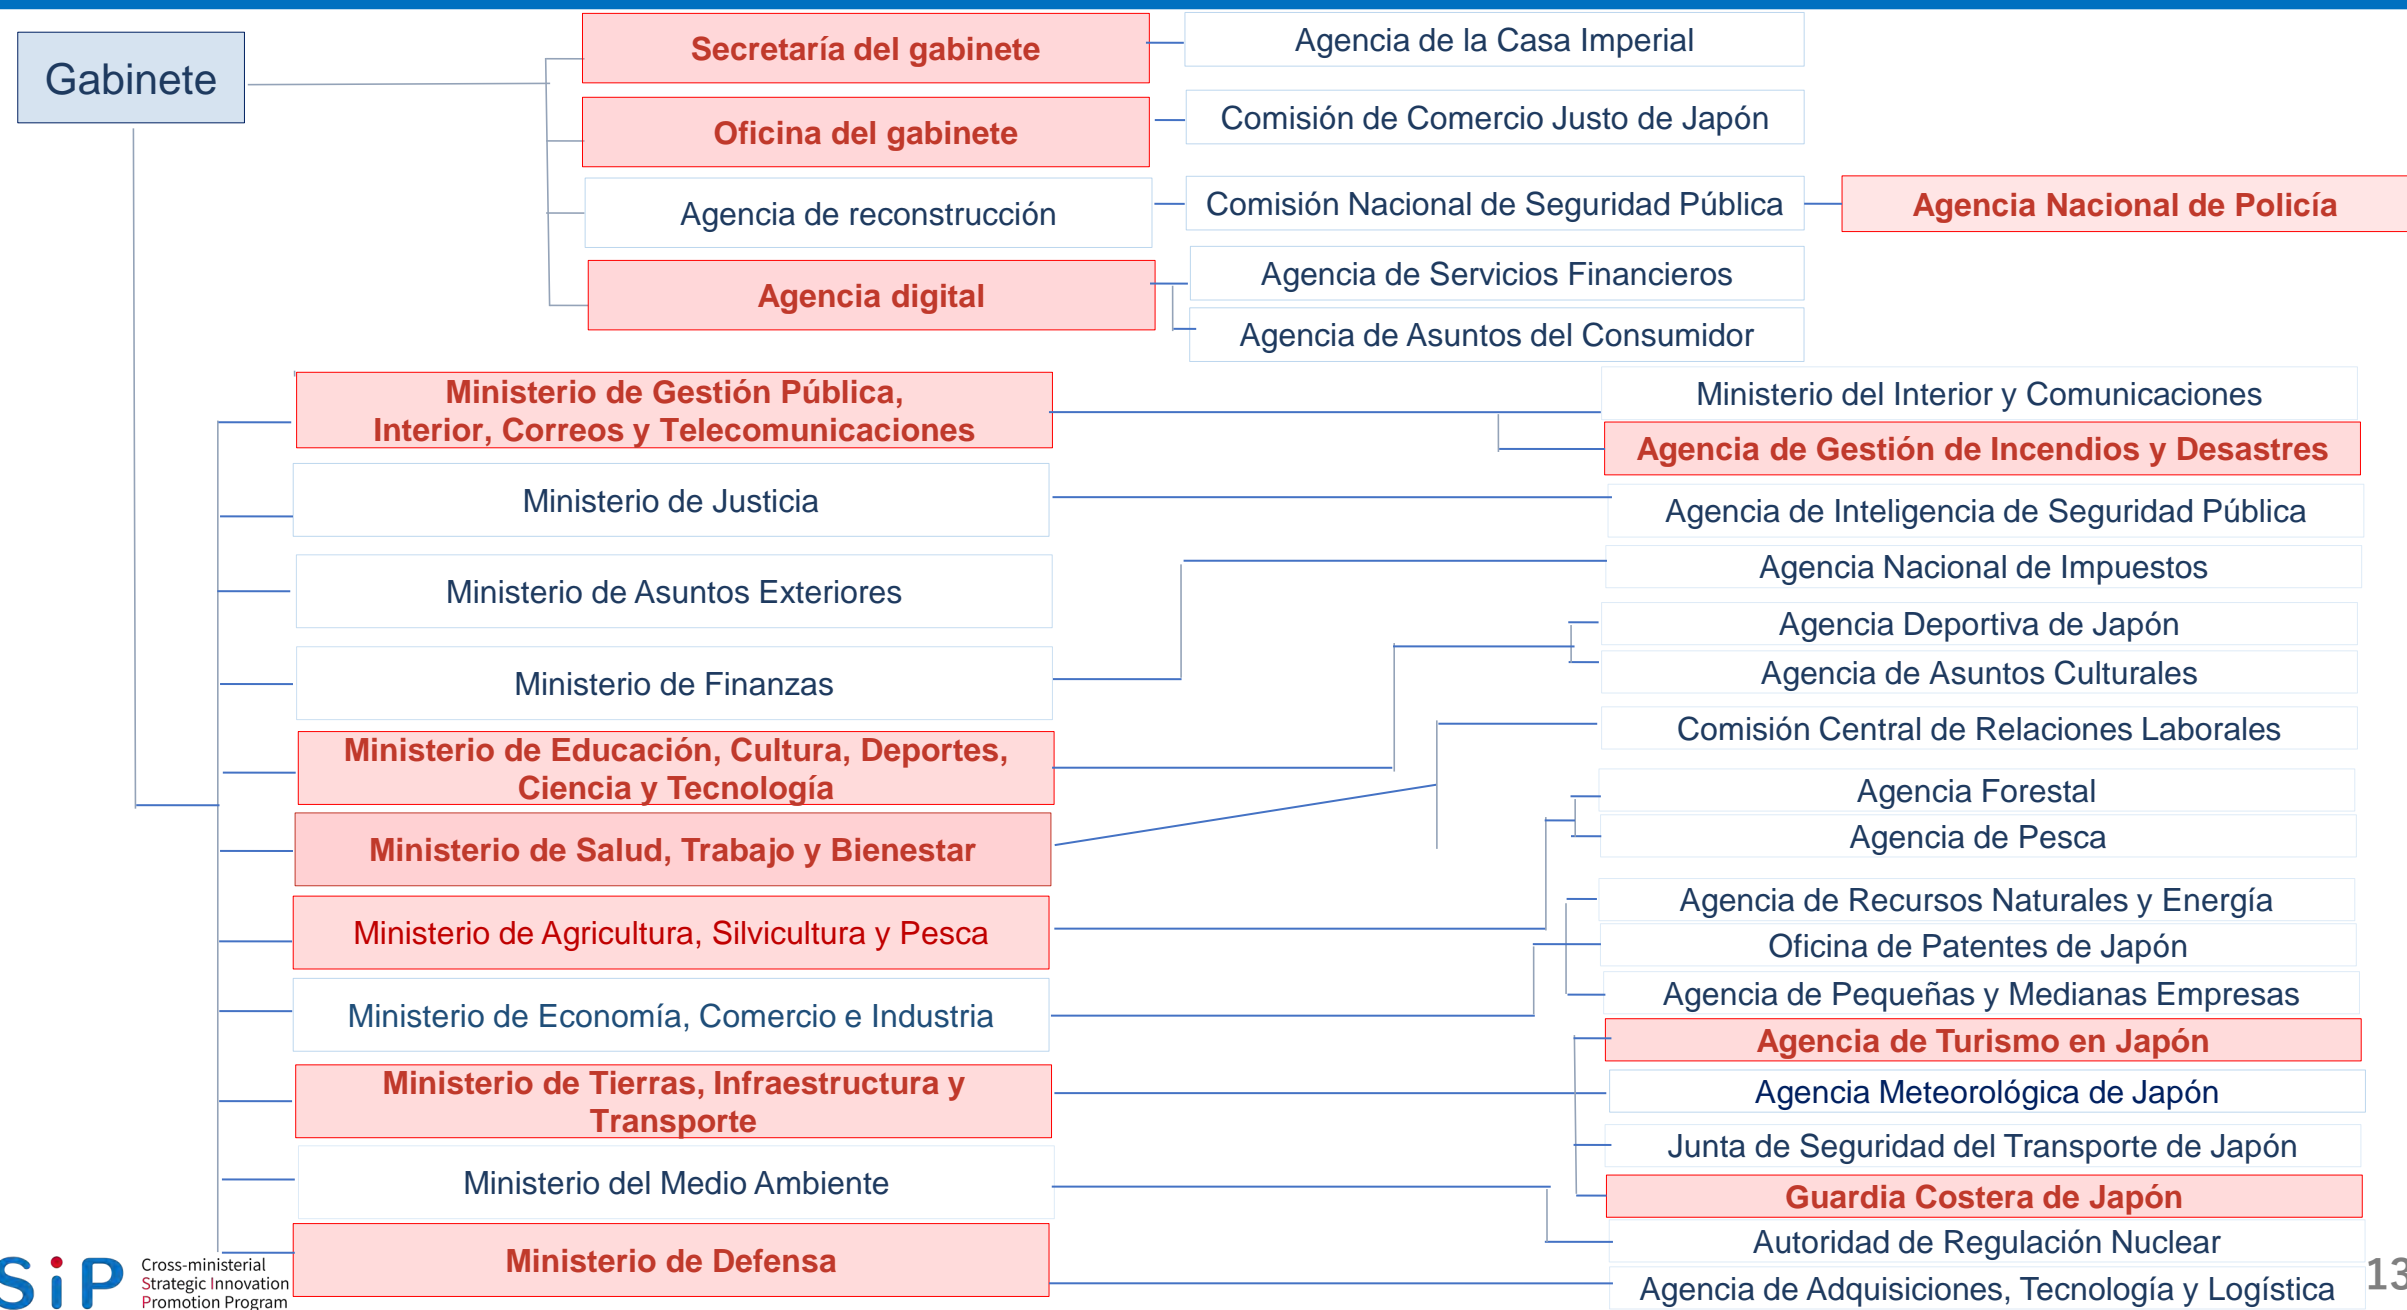 Gabinete
Secretaría del gabinete
Agencia de la Casa Imperial
Oficina del gabinete
Comisión de Comercio Justo de Japón
Agencia de reconstrucción
Comisión Nacional de Seguridad Pública
Agencia Nacional de Policía
Agencia digital
Agencia de Servicios Financieros
Agencia de Asuntos del Consumidor
Ministerio de Gestión Pública,
Interior, Correos y Telecomunicaciones
Ministerio del Interior y Comunicaciones
Agencia de Gestión de Incendios y Desastres
Ministerio de Justicia
Agencia de Inteligencia de Seguridad Pública
Ministerio de Asuntos Exteriores
Agencia Nacional de Impuestos
Ministerio de Finanzas
Agencia Deportiva de Japón
Agencia de Asuntos Culturales
Ministerio de Educación, Cultura, Deportes,
Ciencia y Tecnología
Comisión Central de Relaciones Laborales
Ministerio de Salud, Trabajo y Bienestar
Agencia Forestal
Agencia de Pesca
Ministerio de Agricultura, Silvicultura y Pesca
Agencia de Recursos Naturales y Energía
Oficina de Patentes de Japón
Agencia de Pequeñas y Medianas Empresas
Ministerio de Economía, Comercio e Industria
Agencia de Turismo en Japón
Ministerio de Tierras, Infraestructura y
Transporte
Agencia Meteorológica de Japón
Junta de Seguridad del Transporte de Japón
Ministerio del Medio Ambiente
Guardia Costera de Japón
Autoridad de Regulación Nuclear
Ministerio de Defensa
Agencia de Adquisiciones, Tecnología y Logística
SiP
Cross-ministerial
Strategic Innovation
Promotion Program
13